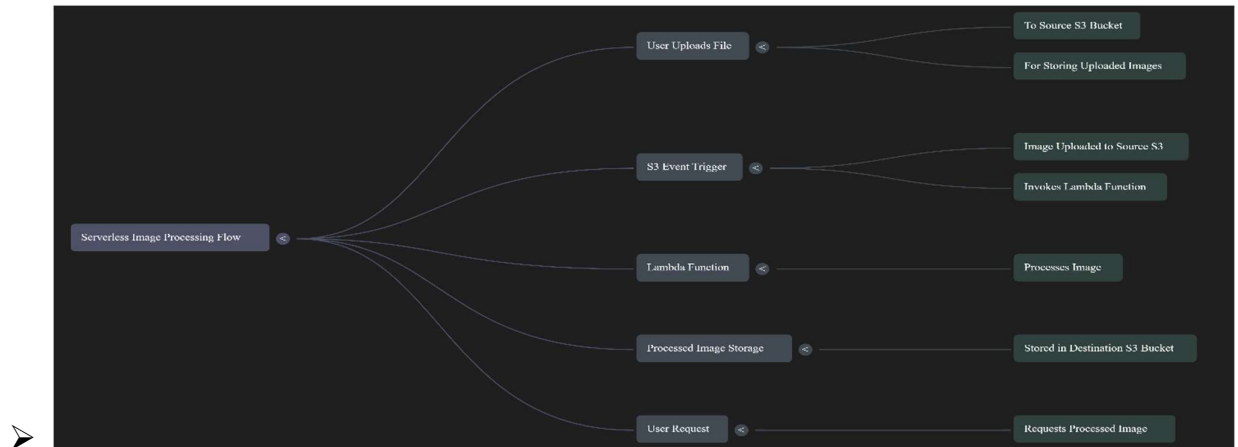 Serverless Image Processing Flow
User Uploads File
To Source S3 Bucket
For Storing Uploaded Images
S3 Event Trigger
Image Uploaded to Source S3
Invokes Lambda Function
Lambda Function
Processes Image
Processed Image Storage
Stored in Destination S3 Bucket
User Request
Requests Processed Image